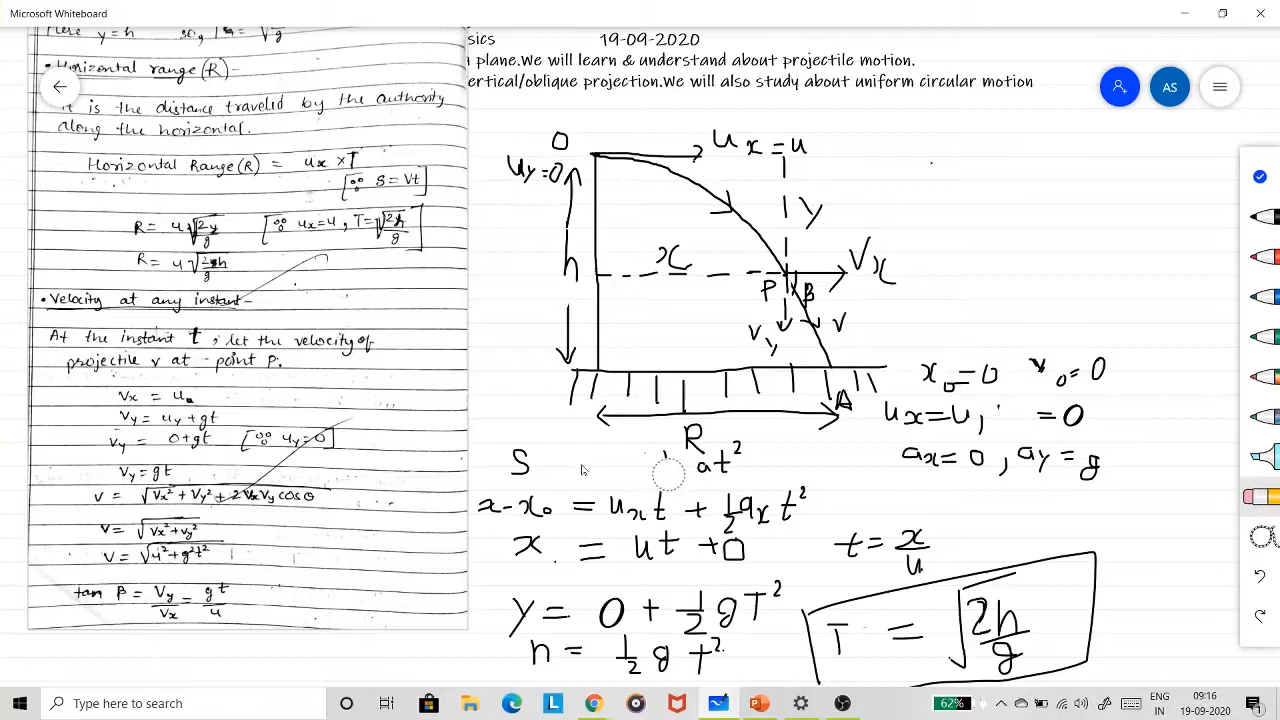 Microsoft Whiteboard
Here y=h so, T = √
• Horizontal range (R) –
It is the distance traveled by the authority
along the horizontal.
Horizontal Range (R) = ux × T
[∵ S = Vt]
R = u√2y/g [∵ ux=u, T=√2h/g]
R = u√2h/g
• Velocity at any instant –
At the instant t, let the velocity of
projectile v at point P.
Vx = u
Vy = uy + gt
Vy = 0+gt [∵ uy=0]
Vy = gt
V = √Vx² + Vy² + 2VxVy cosθ
V = √Vx²+Vy²
V = √u²+g²t²
tan β = Vy/Vx = gt/u
sics 19-09-2020
plane.We will learn & understand about projectile motion.
ertical/oblique projection.We will also study about uniform circular motion
AS
O
ux = u
uy=0
y
h
x
P
β
Vx
Vy
V
A
R
x₀=0 ₀=0
ux=u, =0
ax=0, ay=g
S at²
x-x₀ = uxt + ½axt²
x = ut + 0 t = x/u
y = 0 + ½gT²
h = ½gT²
T = √2h/g
Type here to search
62%
ENG
IN
09:16
19-09-2020